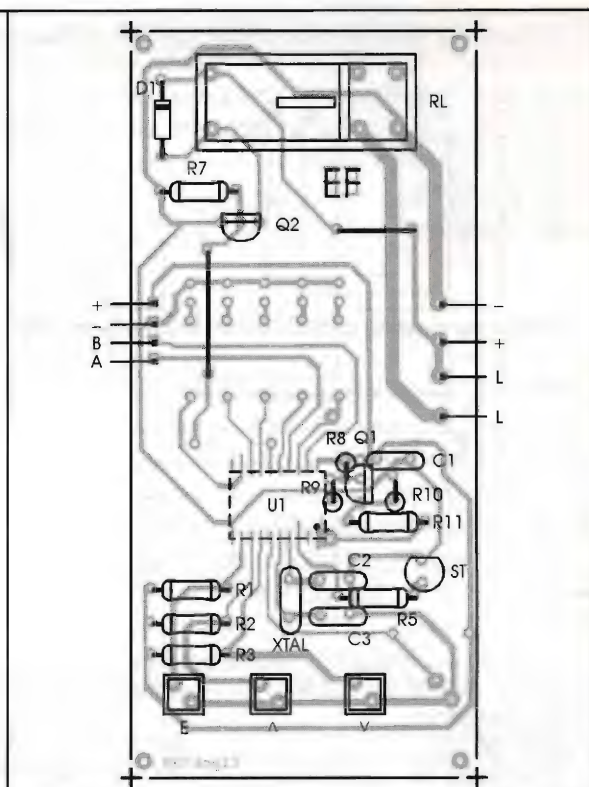 D1
RL
R7
EF
Q2
+
-
B
A
-
+
L
L
R8
Q1
C1
R9
U1
R10
R11
C2
ST
R1
R2
R5
XTAL
C3
R3
E
Λ
V